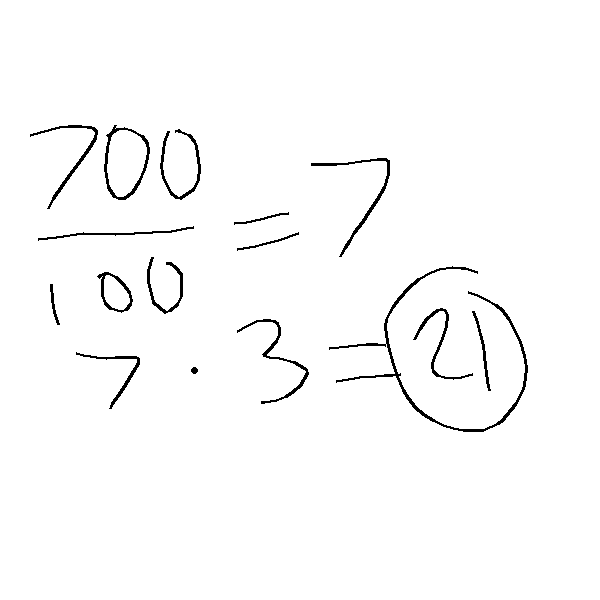 700/100 = 7
7 · 3 = 21